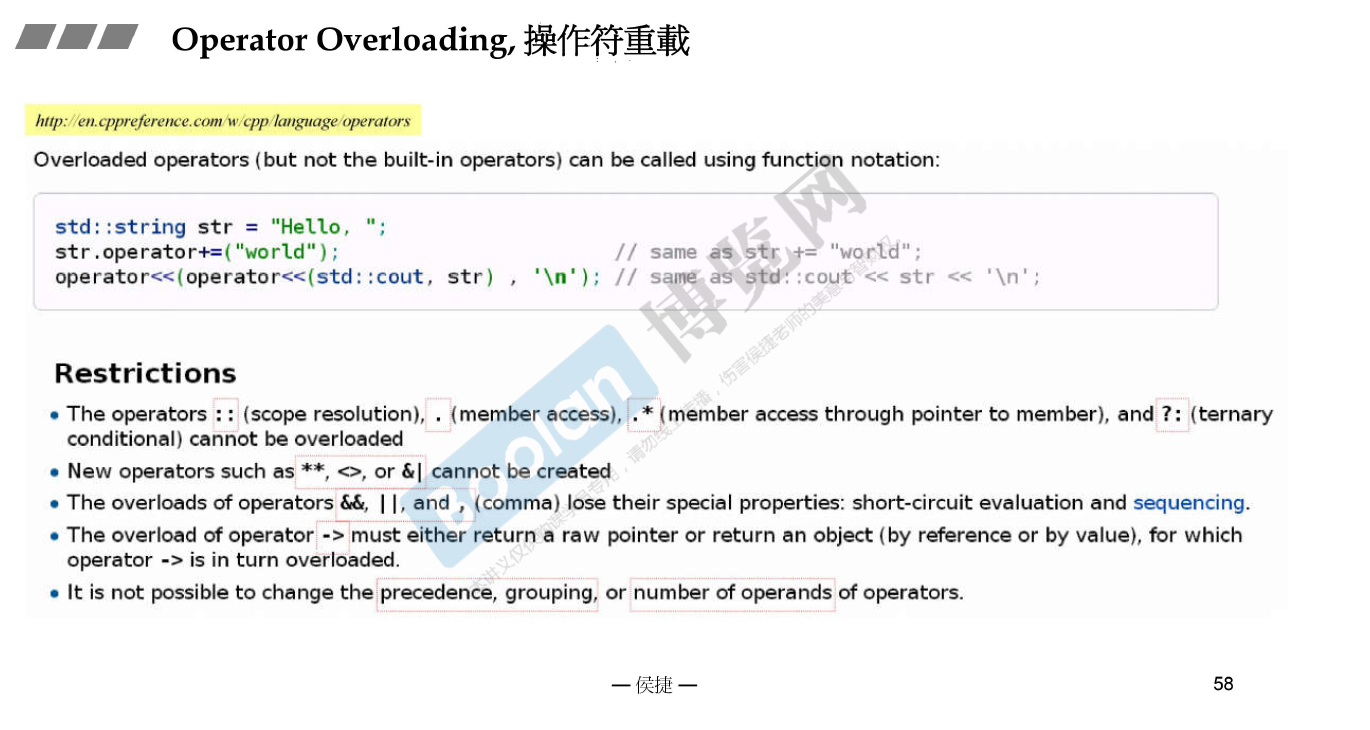 Operator Overloading, 操作符重載
http://en.cppreference.com/w/cpp/language/operators
Overloaded operators (but not the built-in operators) can be called using function notation:
std::string str = "Hello, ";
str.operator+=("world"); // same as str += "world";
operator<<(operator<<(std::cout, str) , '\n'); // same as std::cout << str << '\n';
Boolan 博览网
Restrictions
• The operators :: (scope resolution), . (member access), .* (member access through pointer to member), and ?: (ternary
conditional) cannot be overloaded
• New operators such as **, <>, or &| cannot be created
• The overloads of operators &&, ||, and , (comma) lose their special properties: short-circuit evaluation and sequencing.
• The overload of operator -> must either return a raw pointer or return an object (by reference or by value), for which
operator -> is in turn overloaded.
• It is not possible to change the precedence, grouping, or number of operands of operators.
— 侯捷 —
58